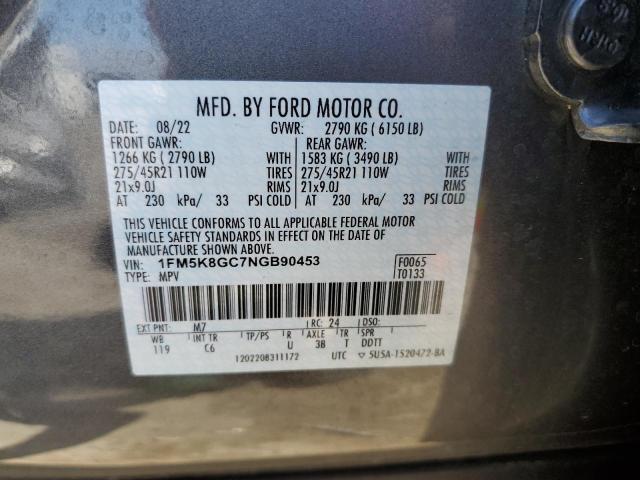 MFD. BY FORD MOTOR CO.
DATE: 08/22 GVWR: 2790 KG ( 6150 LB)
FRONT GAWR: REAR GAWR:
1266 KG ( 2790 LB) WITH 1583 KG ( 3490 LB) WITH
275/45R21 110W TIRES 275/45R21 110W TIRES
21x9.0J RIMS 21x9.0J RIMS
AT 230 kPa/ 33 PSI COLD AT 230 kPa/ 33 PSI COLD
THIS VEHICLE CONFORMS TO ALL APPLICABLE FEDERAL MOTOR
VEHICLE SAFETY STANDARDS IN EFFECT ON THE DATE OF
MANUFACTURE SHOWN ABOVE.
VIN: 1FM5K8GC7NGB90453 F0065
TYPE: MPV T0133
EXT PNT: M7 RC: 24 DSO:
WB INT TR TP/PS R AXLE TR SPR
119 C6 U 3B T DDTT
1202208311172 UTC ▽ 5USA-1520472-BA